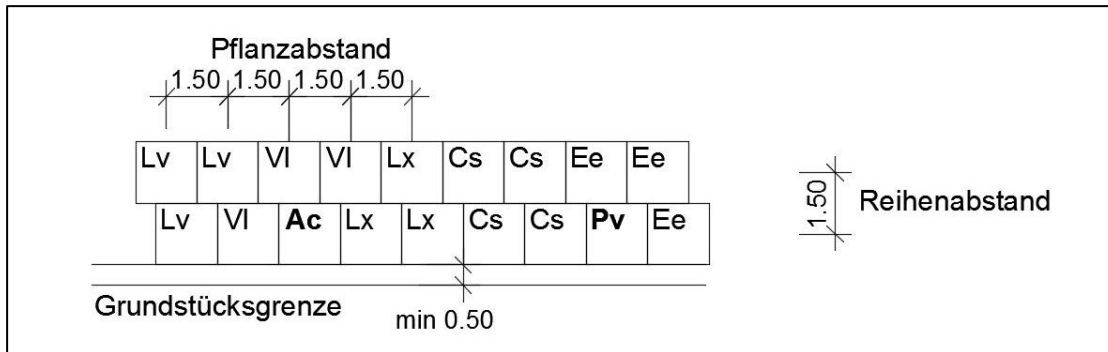 Pflanzabstand
1.50 1.50 1.50 1.50
Lv Lv Vl Vl Lx Cs Cs Ee Ee
1.50 Reihenabstand
Lv Vl Ac Lx Lx Cs Cs Pv Ee
Grundstücksgrenze
min 0.50